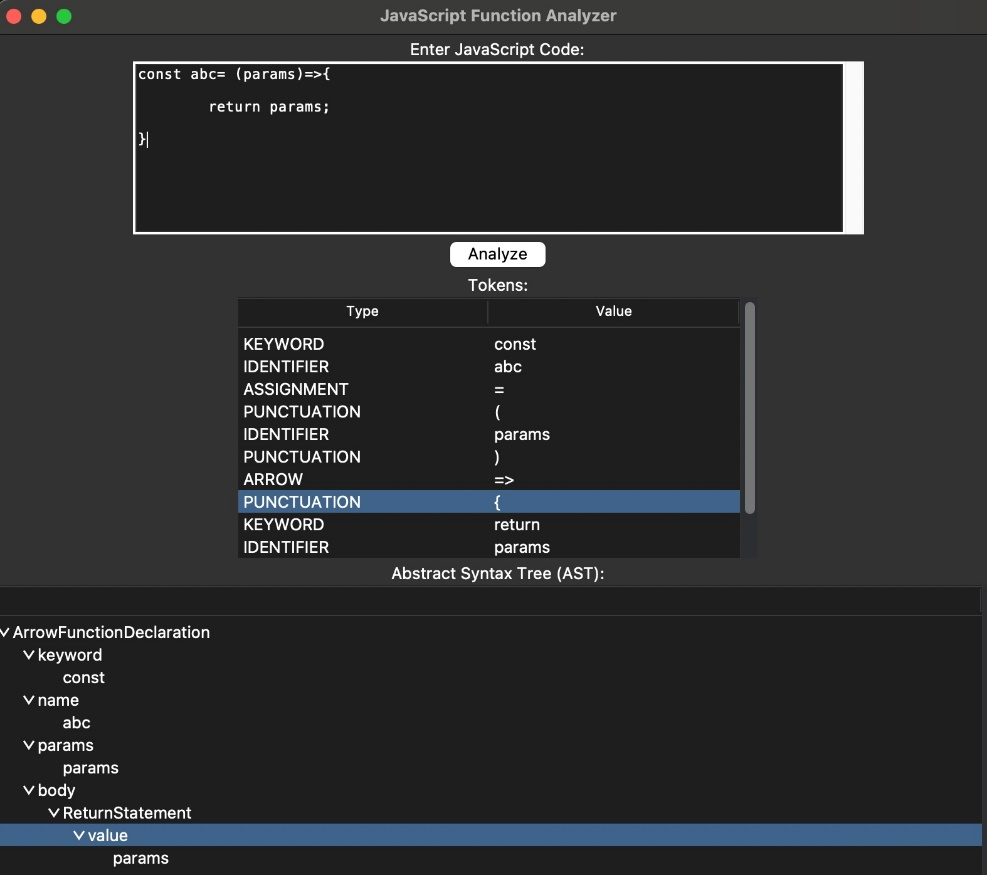 JavaScript Function Analyzer
Enter JavaScript Code:
const abc= (params)=>{
return params;
}
Analyze
Tokens:
Type Value
KEYWORD const
IDENTIFIER abc
ASSIGNMENT =
PUNCTUATION (
IDENTIFIER params
PUNCTUATION )
ARROW =>
PUNCTUATION {
KEYWORD return
IDENTIFIER params
Abstract Syntax Tree (AST):
ArrowFunctionDeclaration
keyword
const
name
abc
params
params
body
ReturnStatement
value
params